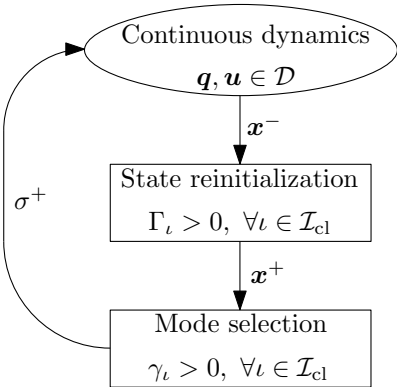 Continuous dynamics
q, u ∈ 𝒟
x⁻
State reinitialization
Γ_ι > 0, ∀ι ∈ ℐ_cl
σ⁺
x⁺
Mode selection
γ_ι > 0, ∀ι ∈ ℐ_cl